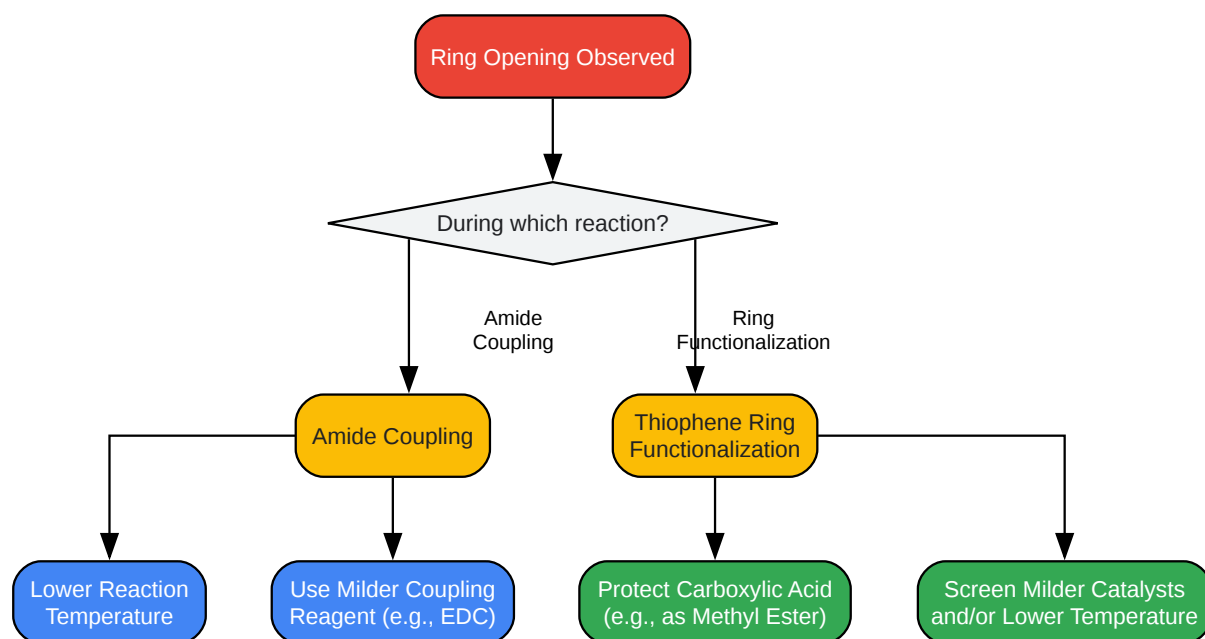 Ring Opening Observed
During which reaction?
Amide
Coupling
Ring
Functionalization
Amide Coupling
Thiophene Ring
Functionalization
Lower Reaction
Temperature
Use Milder Coupling
Reagent (e.g., EDC)
Protect Carboxylic Acid
(e.g., as Methyl Ester)
Screen Milder Catalysts
and/or Lower Temperature